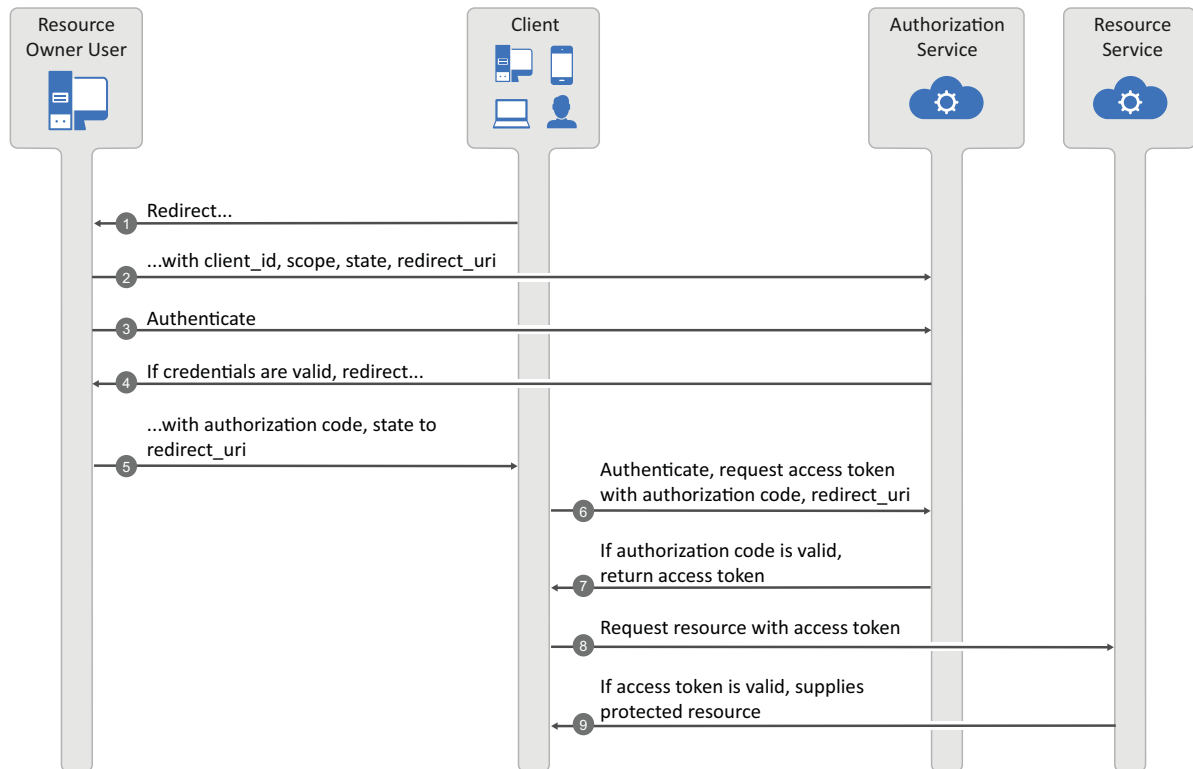 Resource
Owner User
Client
Authorization
Service
Resource
Service
Redirect...
1
...with client_id, scope, state, redirect_uri
2
Authenticate
3
If credentials are valid, redirect...
4
...with authorization code, state to
redirect_uri
5
Authenticate, request access token
with authorization code, redirect_uri
6
If authorization code is valid,
return access token
7
Request resource with access token
8
If access token is valid, supplies
protected resource
9